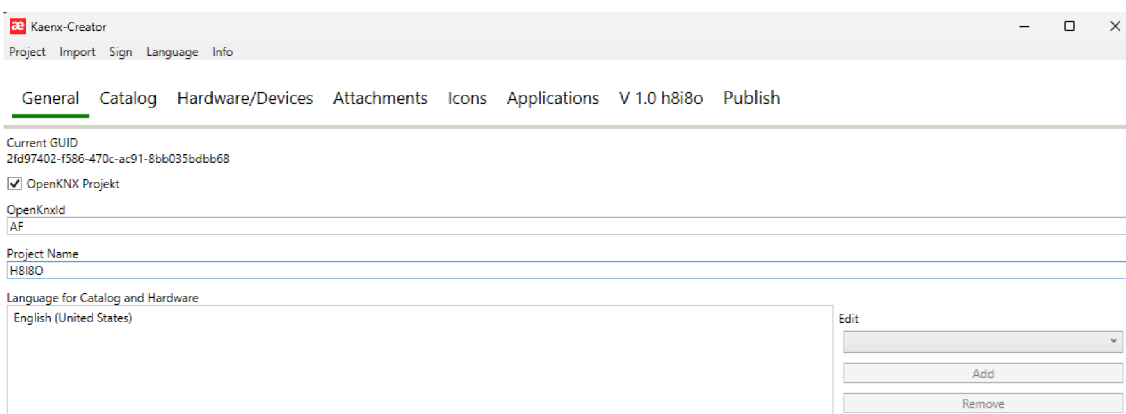 æ Kaenx-Creator
Project Import Sign Language Info
General Catalog Hardware/Devices Attachments Icons Applications V 1.0 h8i8o Publish
Current GUID
2fd97402-f586-470c-ac91-8bb035bdbb68
OpenKNX Projekt
OpenKnxId
AF
Project Name
H8I8O
Language for Catalog and Hardware
English (United States)
Edit
Add
Remove